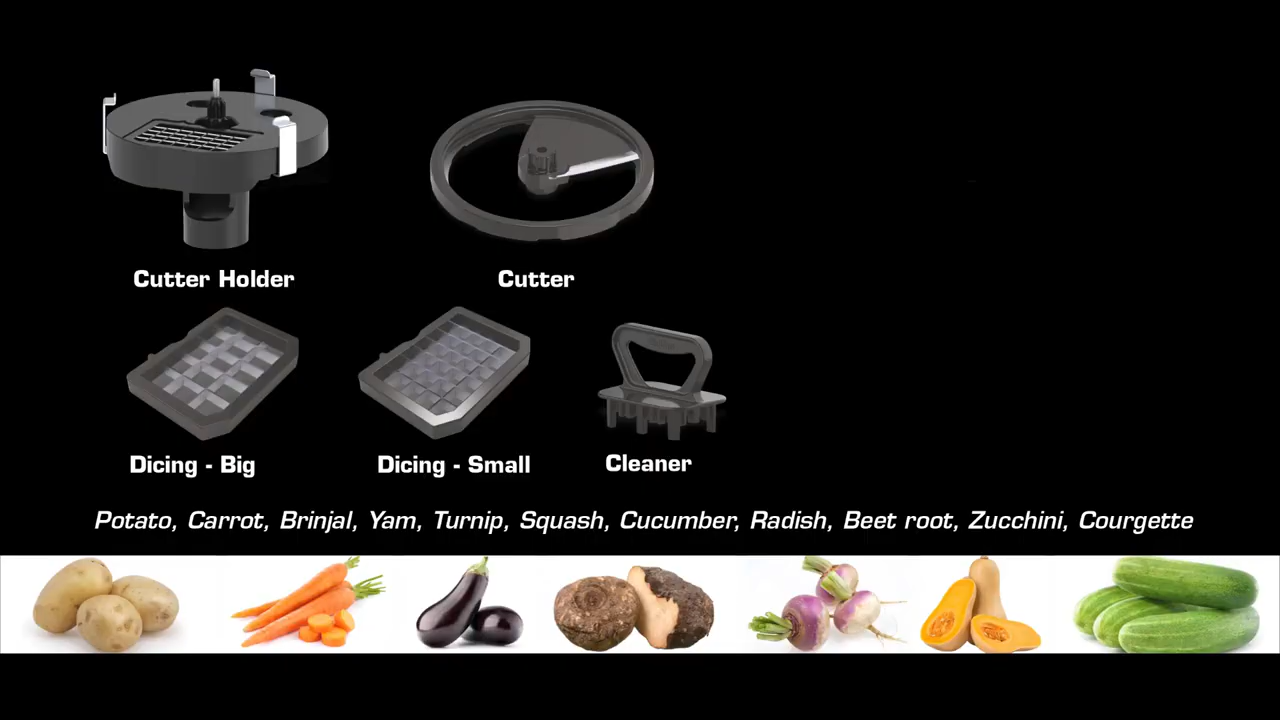 Cutter Holder
Cutter
Dicing - Big
Dicing - Small
Cleaner
Potato, Carrot, Brinjal, Yam, Turnip, Squash, Cucumber, Radish, Beet root, Zucchini, Courgette